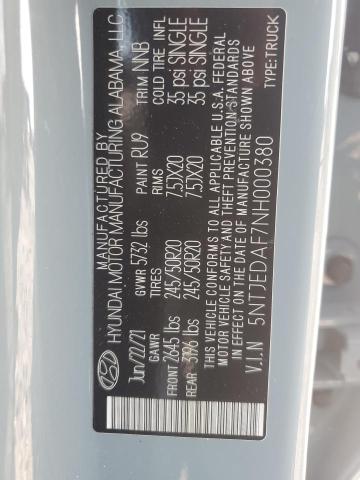 HYUNDAI MOTOR MANUFACTURING ALABAMA, LLC
Jun/22/21 GVWR 5732 lbs PAINT RU9 TRIM NNB
GAWR TIRES RIMS COLD TIRE INFL
FRONT 2645 lbs 245/50R20 7,5JX20 35 psi SINGLE
REAR 3196 lbs 245/50R20 7,5JX20 35 psi SINGLE
THIS VEHICLE CONFORMS TO ALL APPLICABLE U.S.A. FEDERAL
MOTOR VEHICLE SAFETY AND THEFT PREVENTION STANDARDS
IN EFFECT ON THE DATE OF MANUFACTURE SHOWN ABOVE
V.I.N 5NTJEDAF7NH000380 TYPE:TRUCK